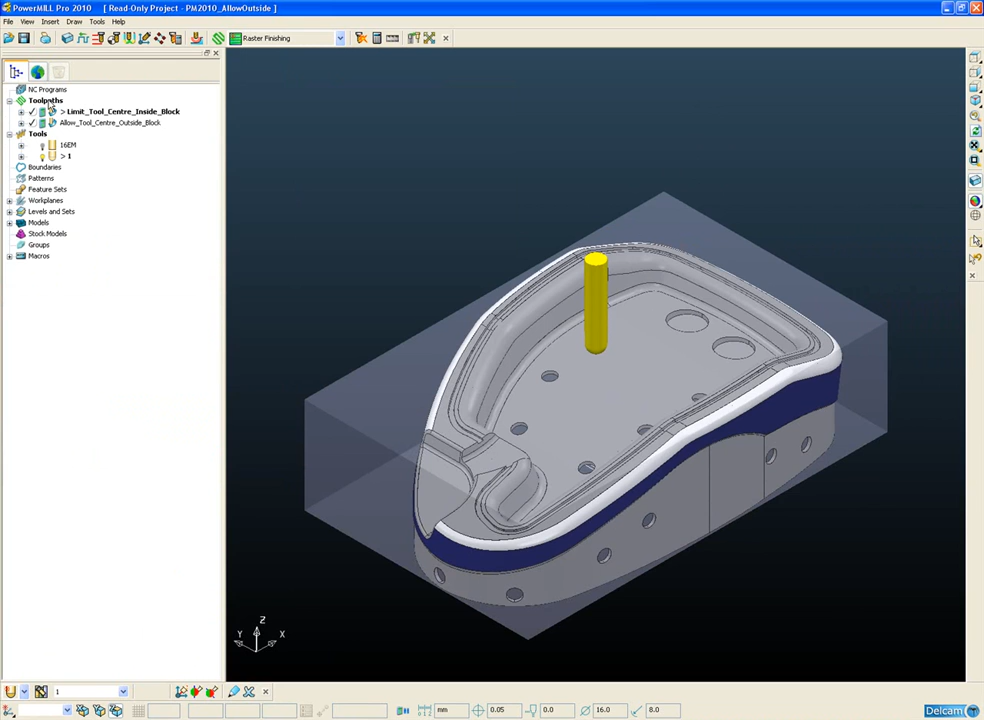 PowerMILL Pro 2010 [ Read-Only Project - PM2010_AllowOutside ]
File View Insert Draw Tools Help
Raster Finishing
NC Programs
Toolpaths
> Limit_Tool_Centre_Inside_Block
Allow_Tool_Centre_Outside_Block
Tools
16EM
> 1
Boundaries
Patterns
Feature Sets
Workplanes
Levels and Sets
Models
Stock Models
Groups
Macros
Z
Y X
1
mm 0.05 0.0 16.0 8.0 Delcam